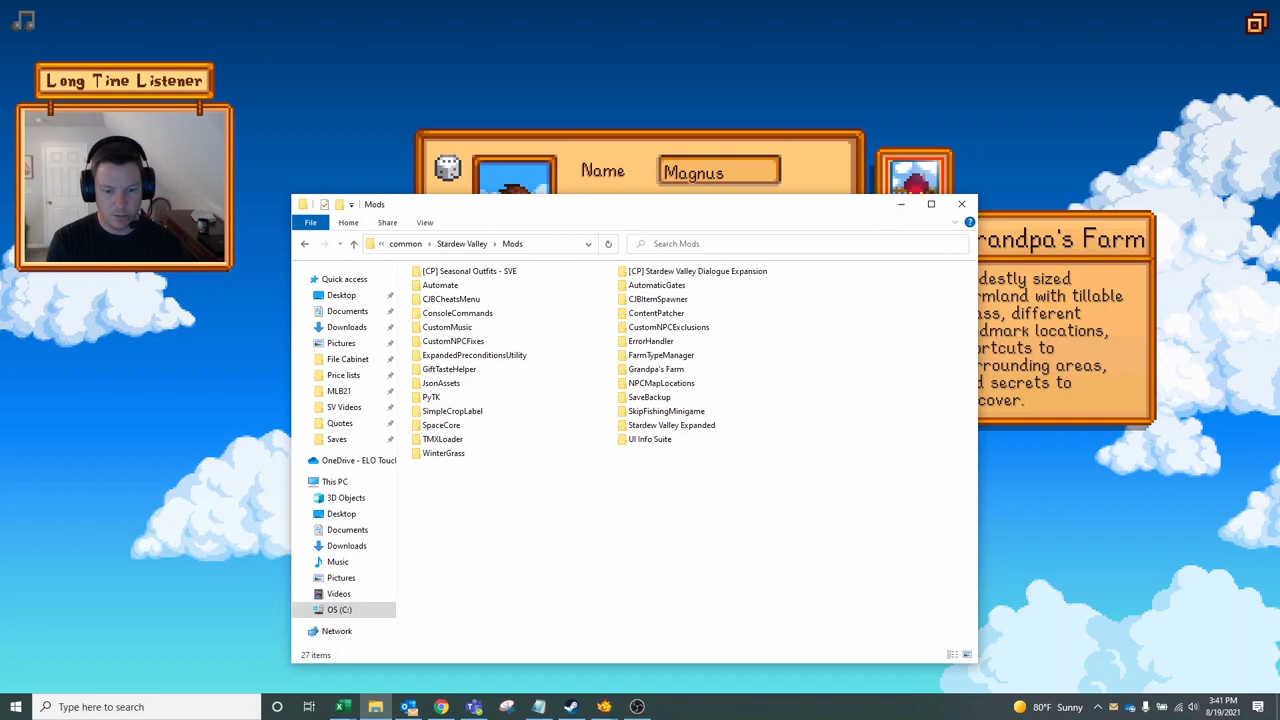 Long Time Listener
Name
Magnus
Mods
File
Home
Share
View
« common > Stardew Valley > Mods
Search Mods
Quick access
Desktop
Documents
Downloads
Pictures
File Cabinet
Price lists
MLB21
SV Videos
Quotes
Saves
OneDrive - ELO Toucl
This PC
3D Objects
Desktop
Documents
Downloads
Music
Pictures
Videos
OS (C:)
Network
[CP] Seasonal Outfits - SVE
Automate
CJBCheatsMenu
ConsoleCommands
CustomMusic
CustomNPCFixes
ExpandedPreconditionsUtility
GiftTasteHelper
JsonAssets
PyTK
SimpleCropLabel
SpaceCore
TMXLoader
WinterGrass
[CP] Stardew Valley Dialogue Expansion
AutomaticGates
CJBItemSpawner
ContentPatcher
CustomNPCExclusions
ErrorHandler
FarmTypeManager
Grandpa's Farm
NPCMapLocations
SaveBackup
SkipFishingMinigame
Stardew Valley Expanded
UI Info Suite
27 items
randpa's Farm
destly sized
rmland with tillable
ass, different
dmark locations,
ortcuts to
rrounding areas,
d secrets to
cover.
Type here to search
80°F Sunny
3:41 PM
8/19/2021